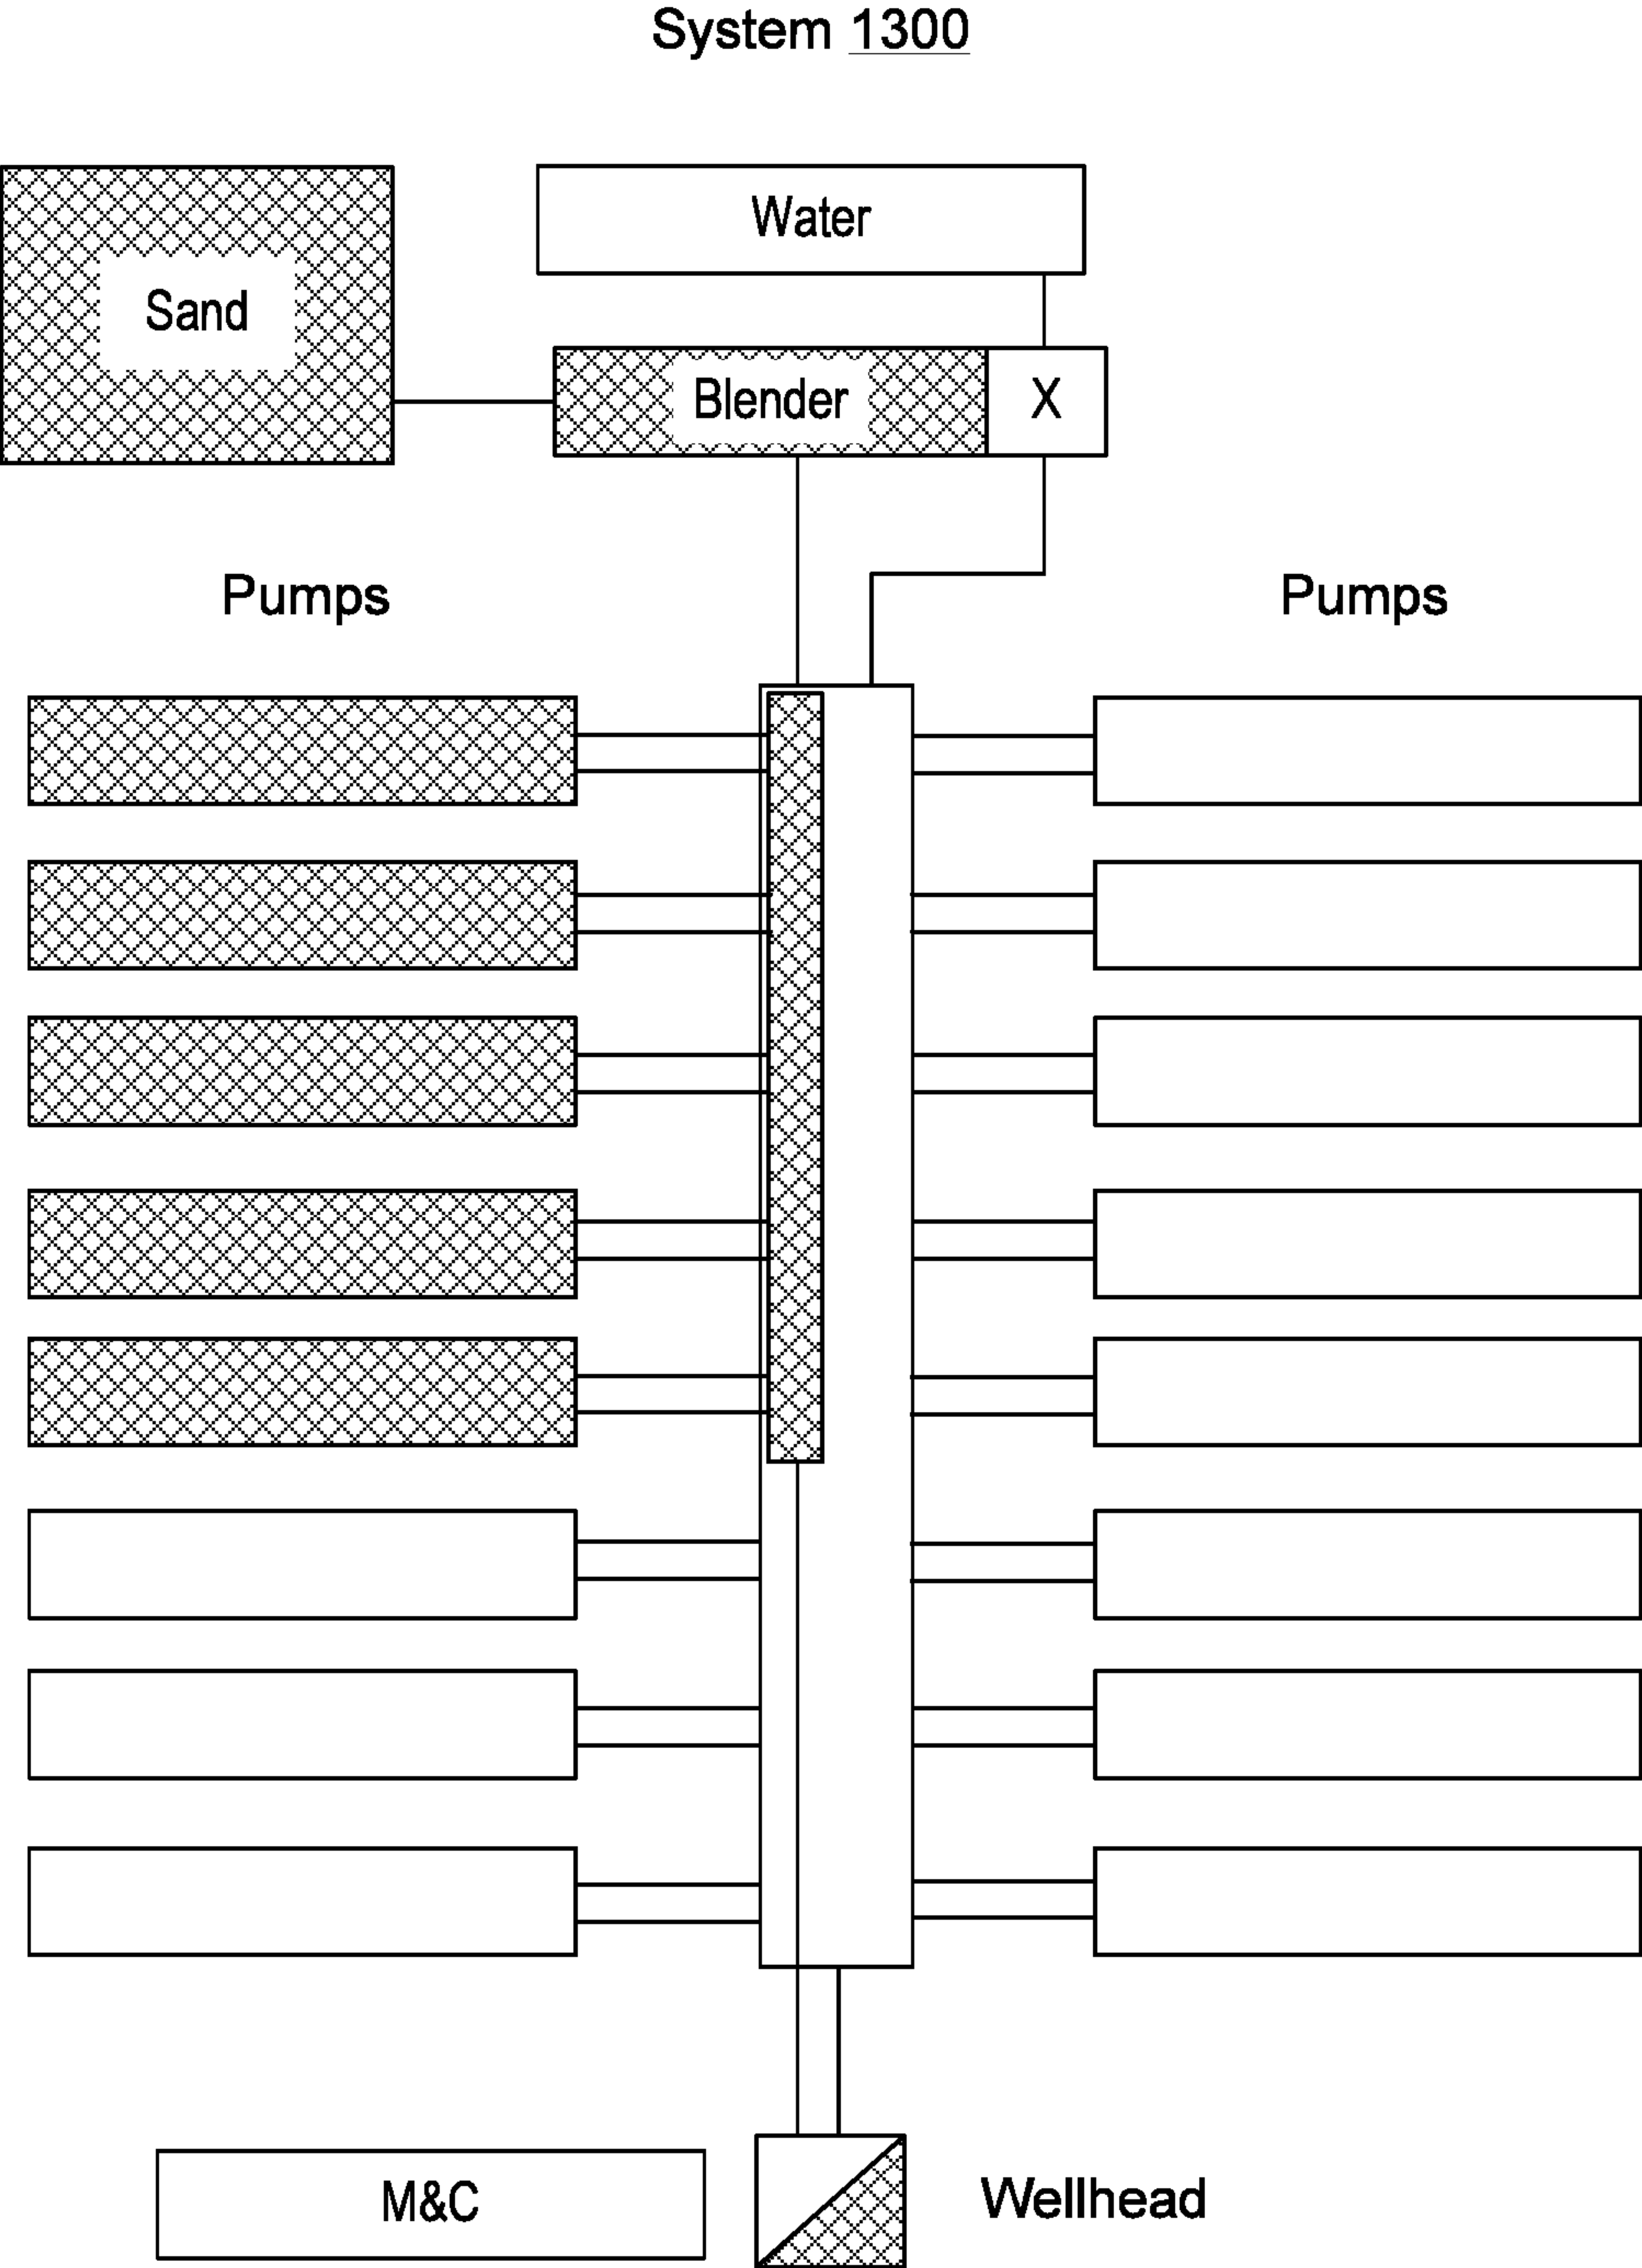 System 1300
Water
Sand
Blender
X
Pumps
Pumps
M&C
Wellhead